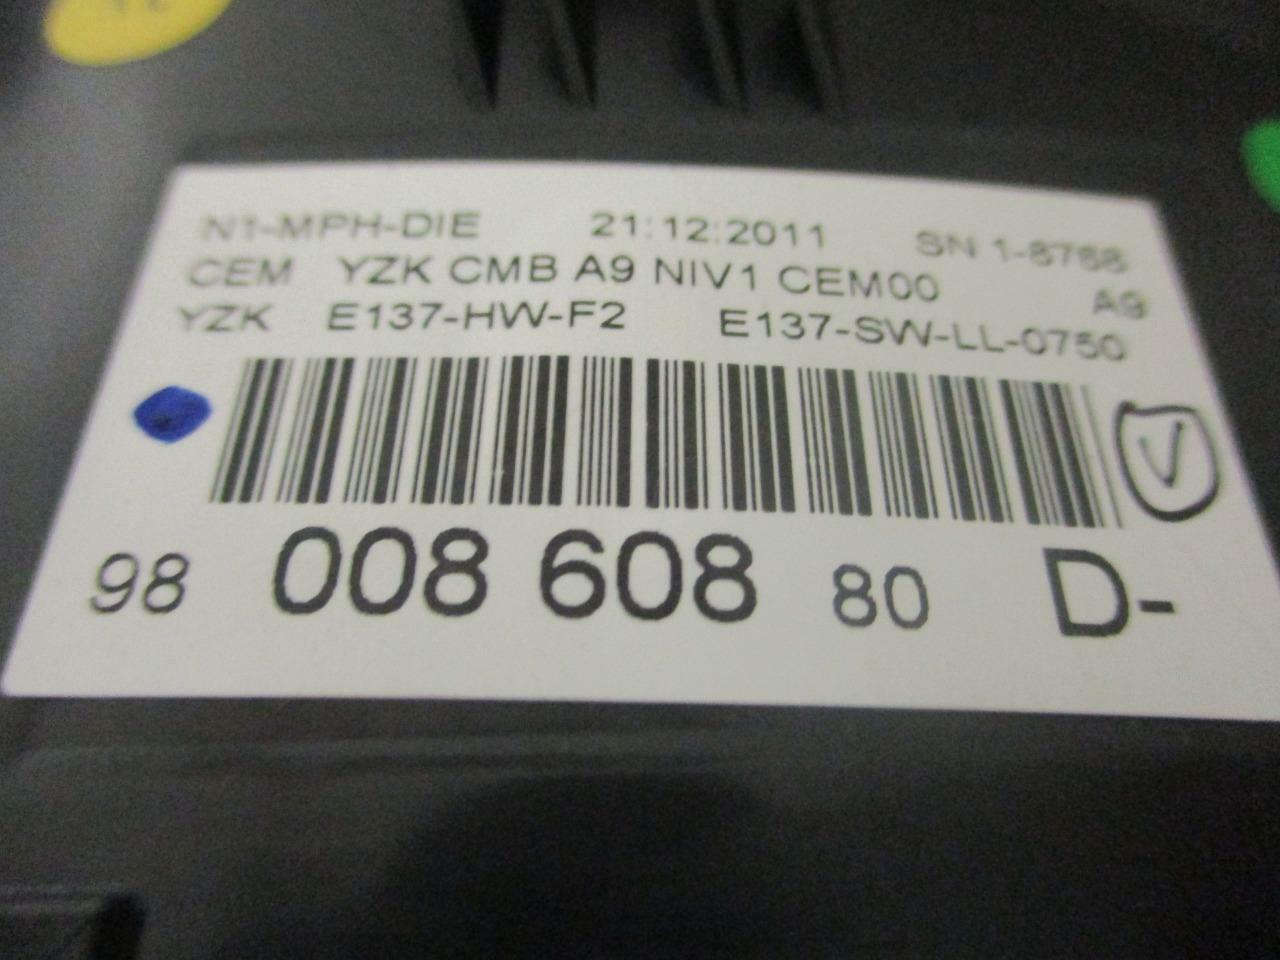 N1-MPH-DIE 21:12:2011 SN 1-8768
CEM YZK CMB A9 NIV1 CEM00 A9
YZK E137-HW-F2 E137-SW-LL-0750
98 008 608 80 D-